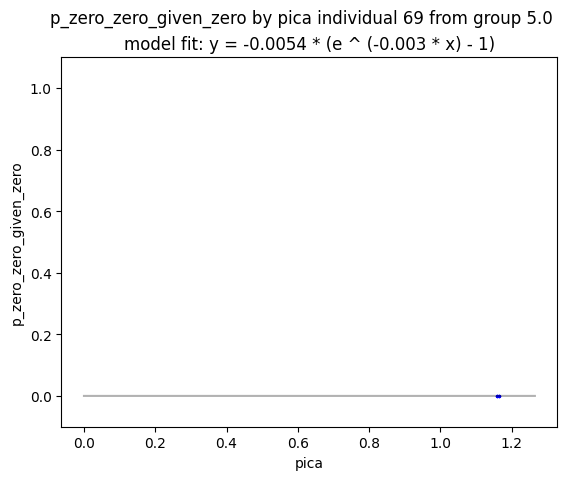 p_zero_zero_given_zero by pica individual 69 from group 5.0
model fit: y = -0.0054 * (e ^ (-0.003 * x) - 1)
1.0
0.8
0.6
0.4
0.2
0.0
p_zero_zero_given_zero
0.0 0.2 0.4 0.6 0.8 1.0 1.2
pica